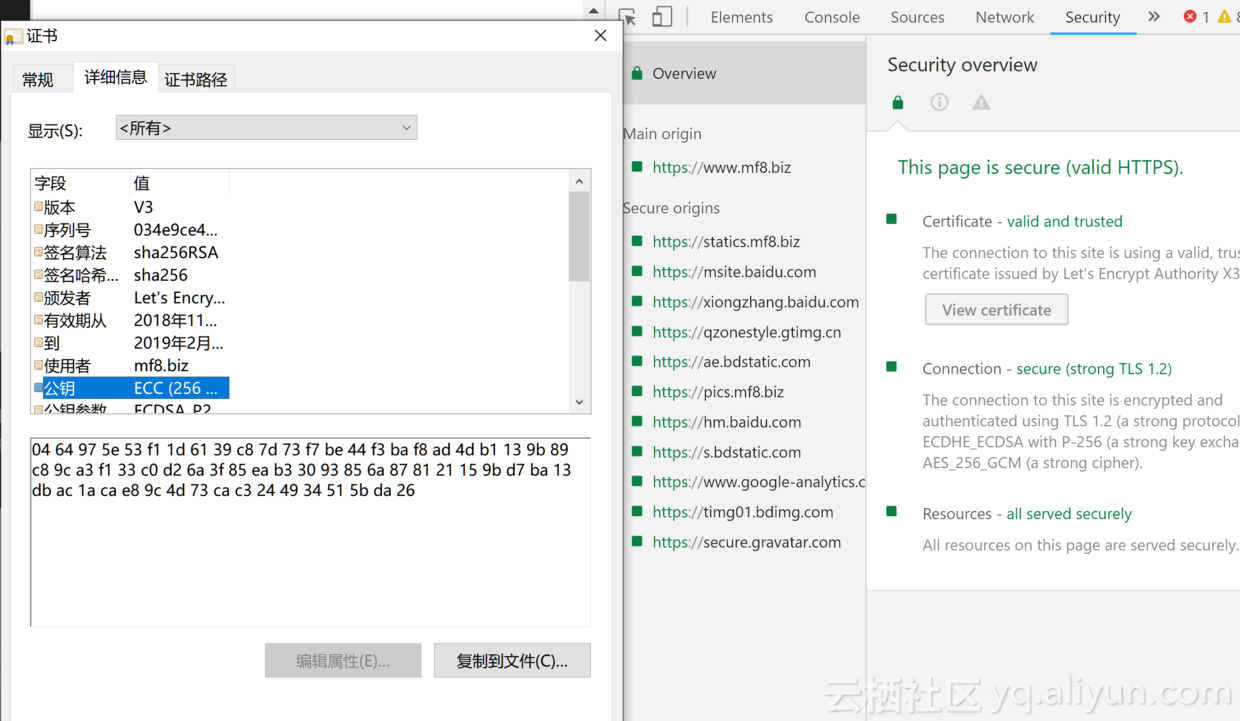 证书
常规
详细信息
证书路径
显示(S):
<所有>
字段 值
版本 V3
序列号 034e9ce4...
签名算法 sha256RSA
签名哈希... sha256
颁发者 Let's Encry...
有效期从 2018年11...
到 2019年2月...
使用者 mf8.biz
公钥 ECC (256 ...
公钥参数 ECDSA_P2
04 64 97 5e 53 f1 1d 61 39 c8 7d 73 f7 be 44 f3 ba f8 ad 4d b1 13 9b 89
c8 9c a3 f1 33 c0 d2 6a 3f 85 ea b3 30 93 85 6a 87 81 21 15 9b d7 ba 13
db ac 1a ca e8 9c 4d 73 ca c3 24 49 34 51 5b da 26
编辑属性(E)...
复制到文件(C)...
Elements Console Sources Network Security » 1 8
Overview
Main origin
https://www.mf8.biz
Secure origins
https://statics.mf8.biz
https://msite.baidu.com
https://xiongzhang.baidu.com
https://qzonestyle.gtimg.cn
https://ae.bdstatic.com
https://pics.mf8.biz
https://hm.baidu.com
https://s.bdstatic.com
https://www.google-analytics.c
https://timg01.bdimg.com
https://secure.gravatar.com
Security overview
This page is secure (valid HTTPS).
Certificate - valid and trusted
The connection to this site is using a valid, trus
certificate issued by Let's Encrypt Authority X3
View certificate
Connection - secure (strong TLS 1.2)
The connection to this site is encrypted and
authenticated using TLS 1.2 (a strong protocol
ECDHE_ECDSA with P-256 (a strong key excha
AES_256_GCM (a strong cipher).
Resources - all served securely
All resources on this page are served securely.
云栖社区 yq.aliyun.com